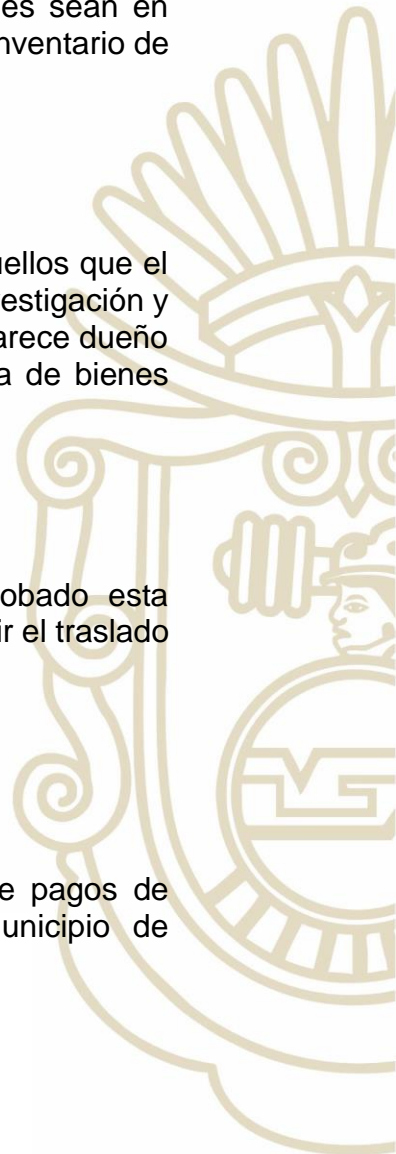 es sean en
nventario de
uellos que el
estigación y
arece dueño
a de bienes
obado esta
ir el traslado
e pagos de
unicipio de